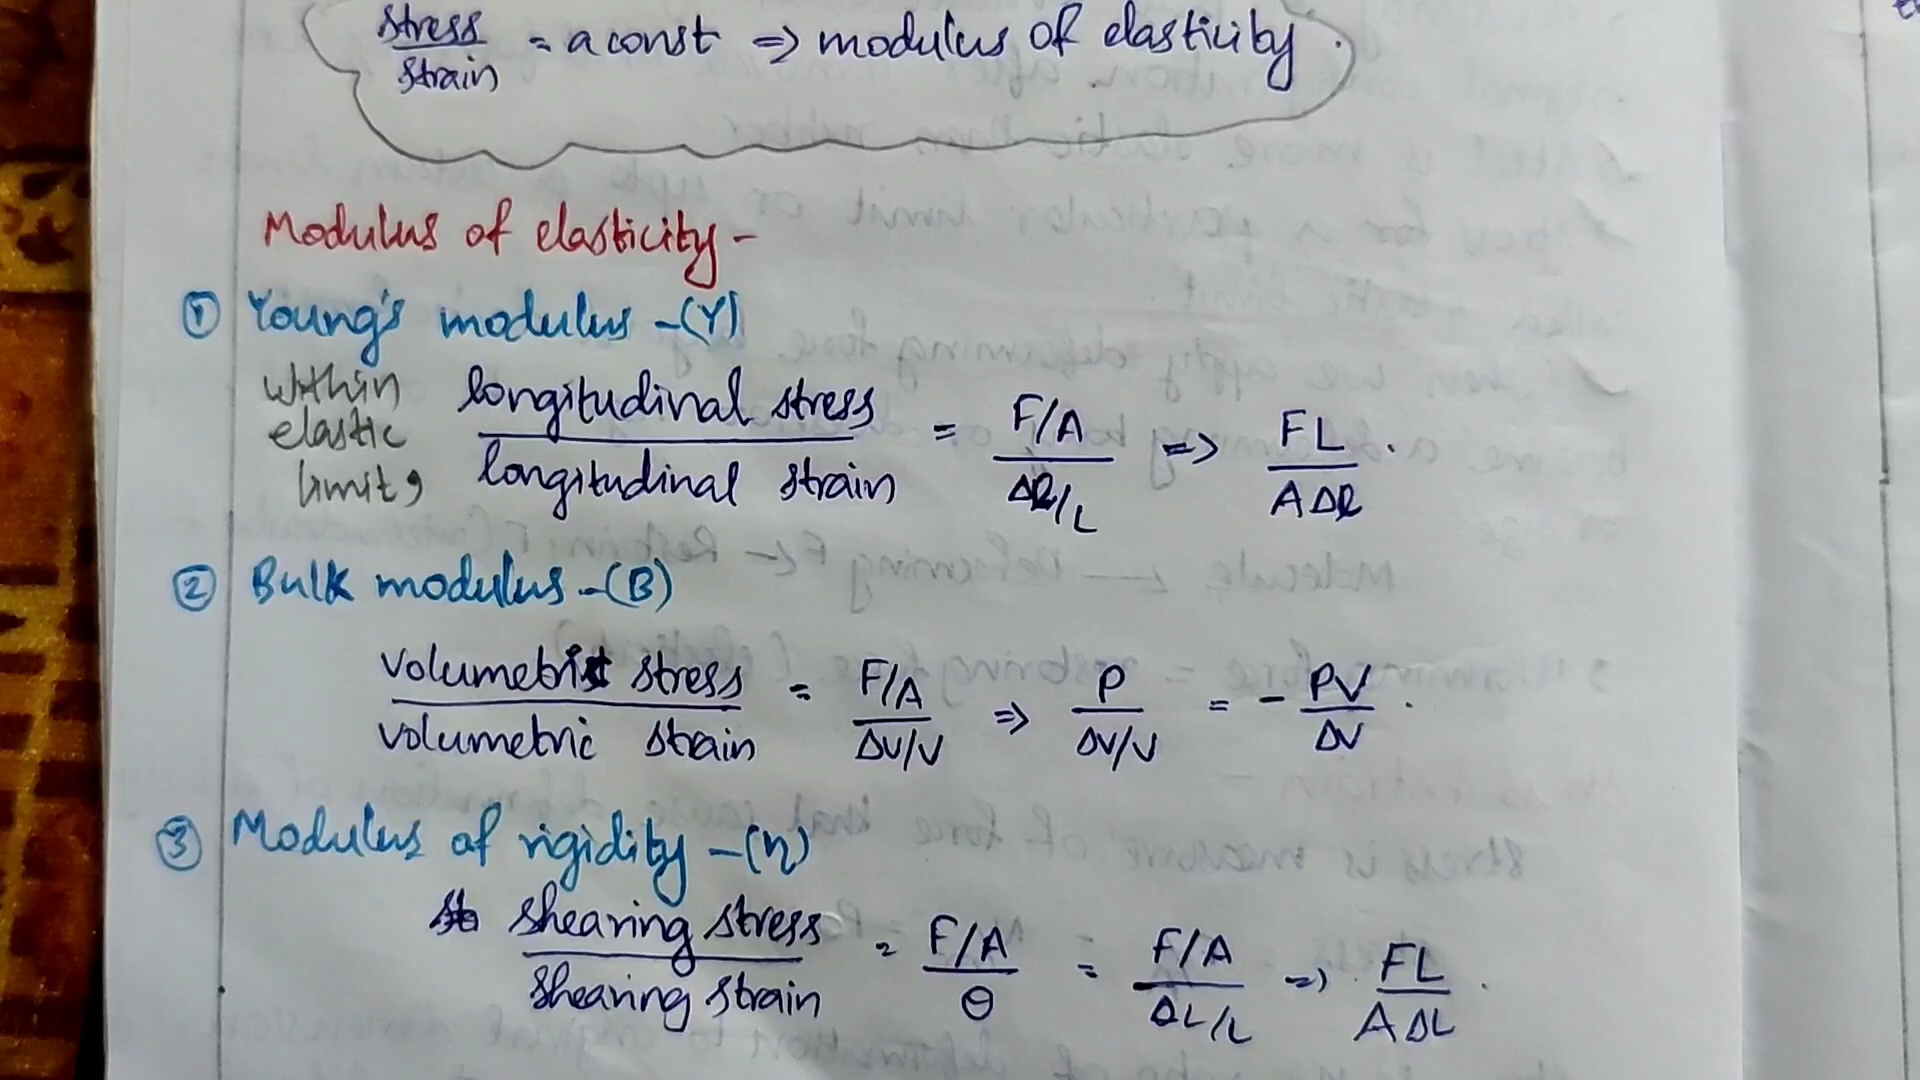 stress/strain = a const => modulus of elasticity.
Modulus of elasticity -
① Young's modulus -(Y)
within elastic limit, longitudinal stress/longitudinal strain = F/A / Δl/L => FL / AΔl.
② Bulk modulus -(B)
volumetrist stress/volumetric strain = F/A / ΔV/V => P / ΔV/V = - PV / ΔV.
③ Modulus of rigidity -(η)
shearing stress/shearing strain = F/A / θ = F/A / ΔL/L => FL / AΔL.